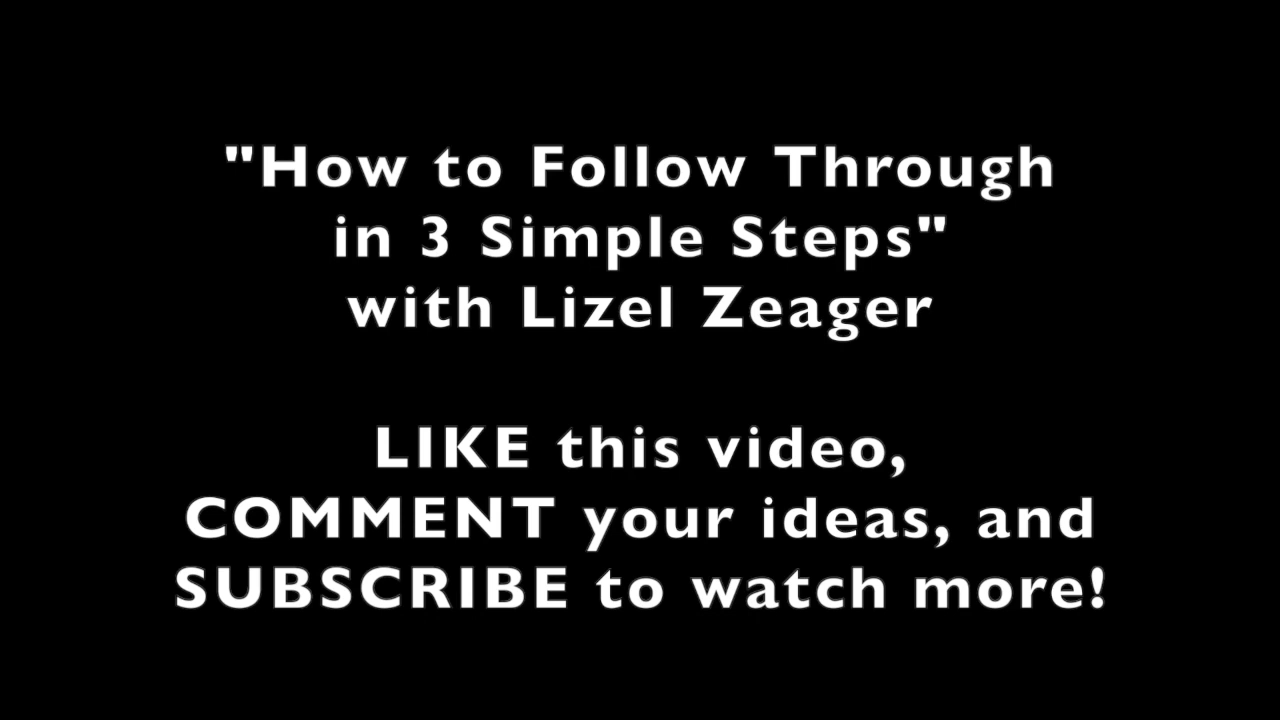 "How to Follow Through
in 3 Simple Steps"
with Lizel Zeager
LIKE this video,
COMMENT your ideas, and
SUBSCRIBE to watch more!